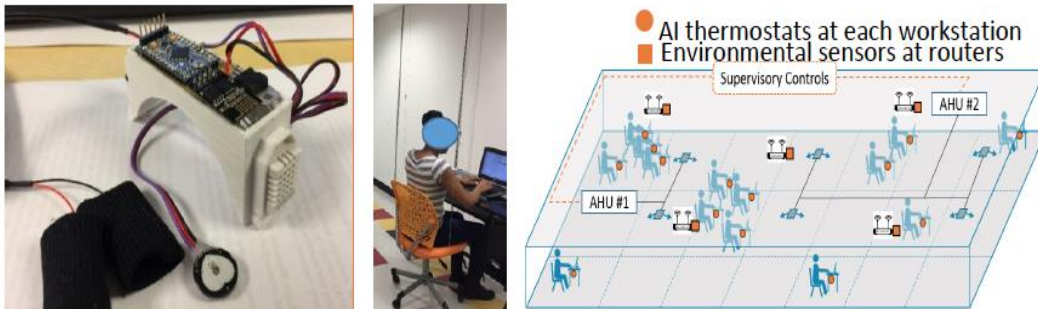 AI thermostats at each workstation
Environmental sensors at routers
Supervisory Controls
AHU #2
AHU #1